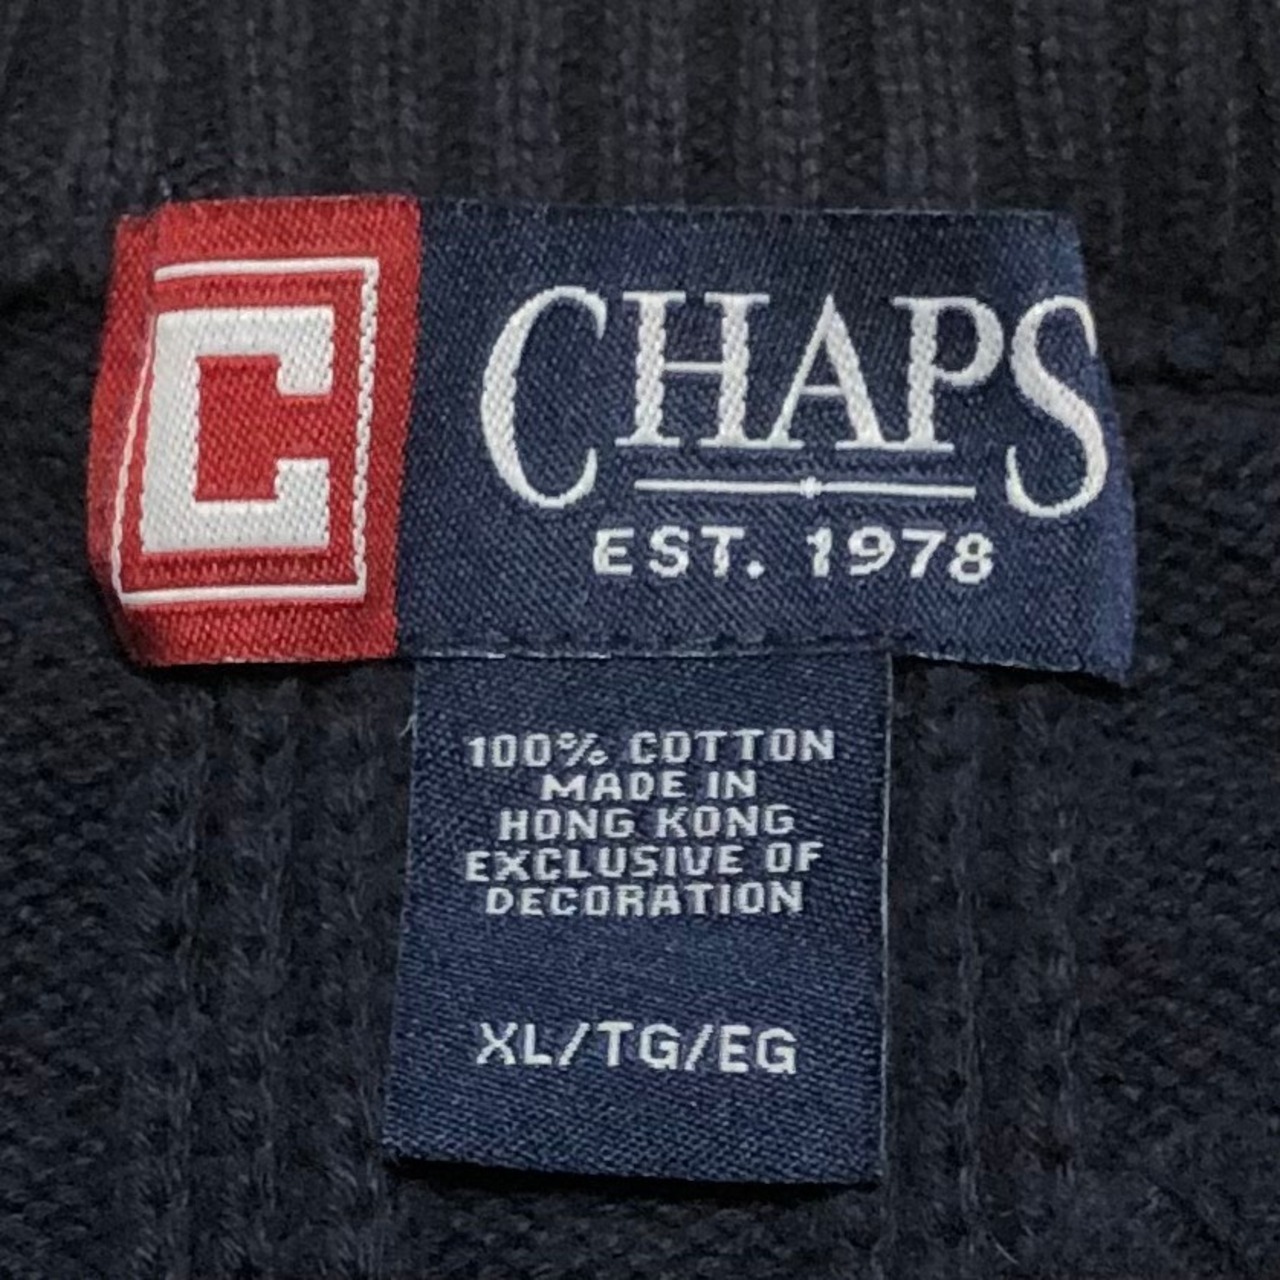 C
CHAPS
EST. 1978
100% COTTON
MADE IN
HONG KONG
EXCLUSIVE OF
DECORATION
XL/TG/EG